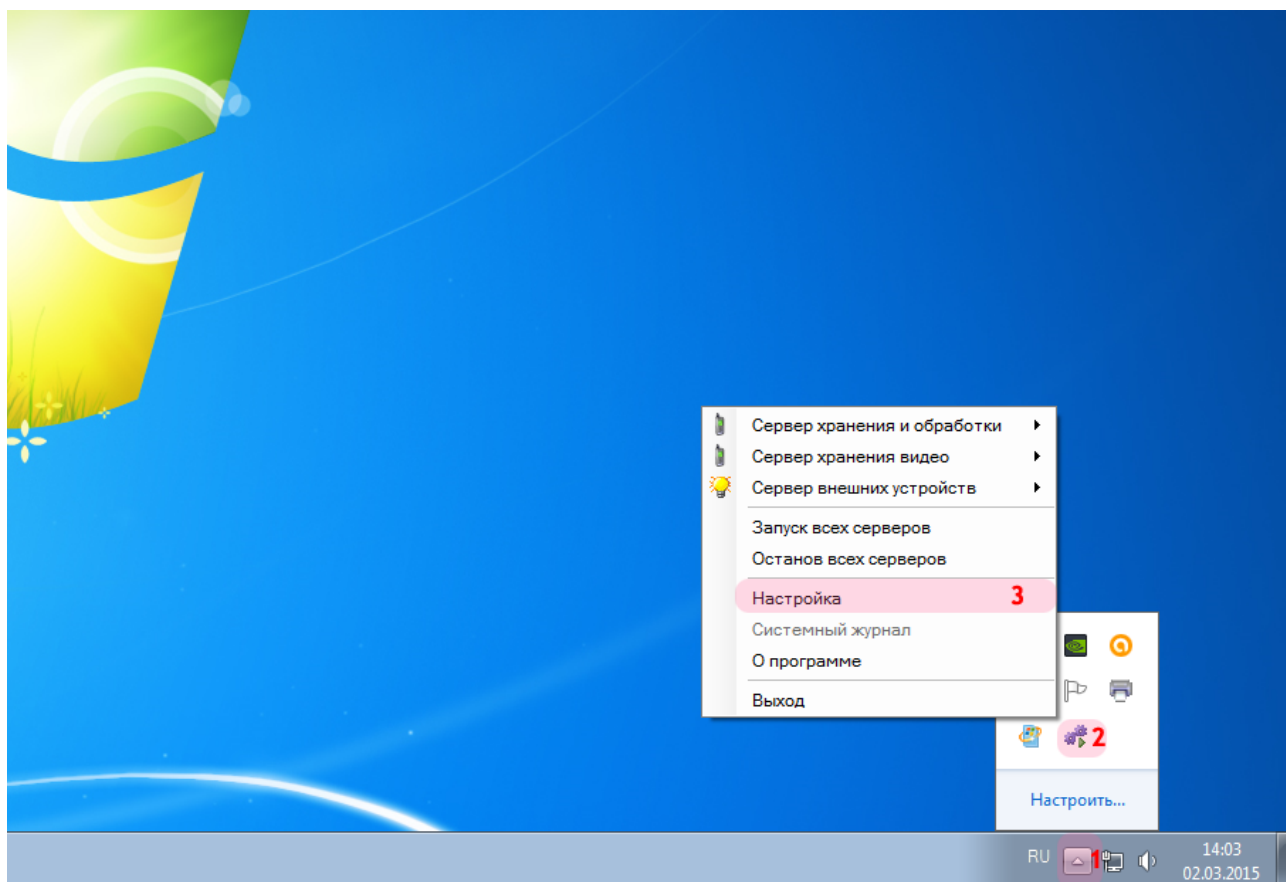 Сервер хранения и обработки
Сервер хранения видео
Сервер внешних устройств
Запуск всех серверов
Останов всех серверов
Настройка 3
Системный журнал
О программе
Выход
2
Настроить...
RU 1 14:03
02.03.2015